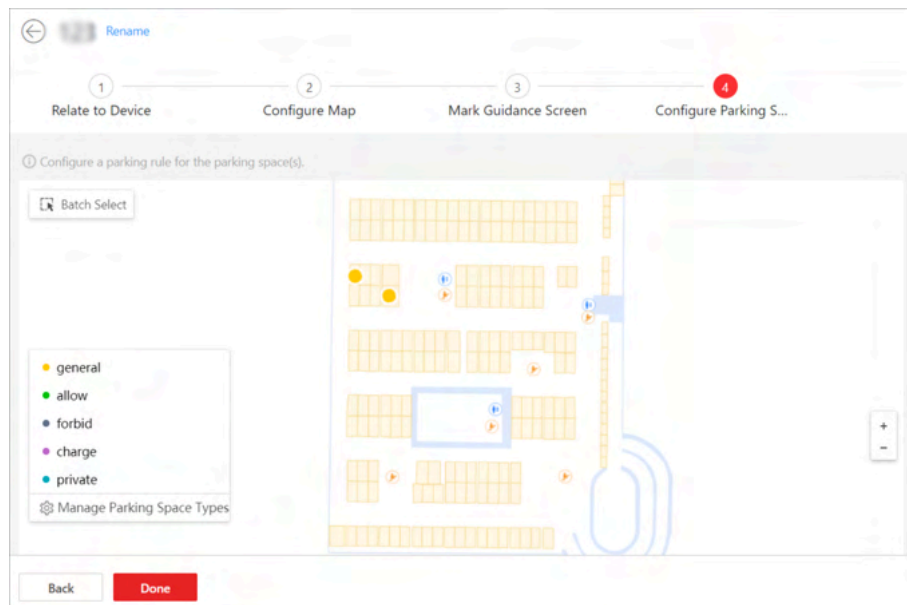 Rename
1 2 3 4
Relate to Device Configure Map Mark Guidance Screen Configure Parking S...
Configure a parking rule for the parking space(s).
Batch Select
general
allow
forbid
charge
private
Manage Parking Space Types
+
−
Back Done